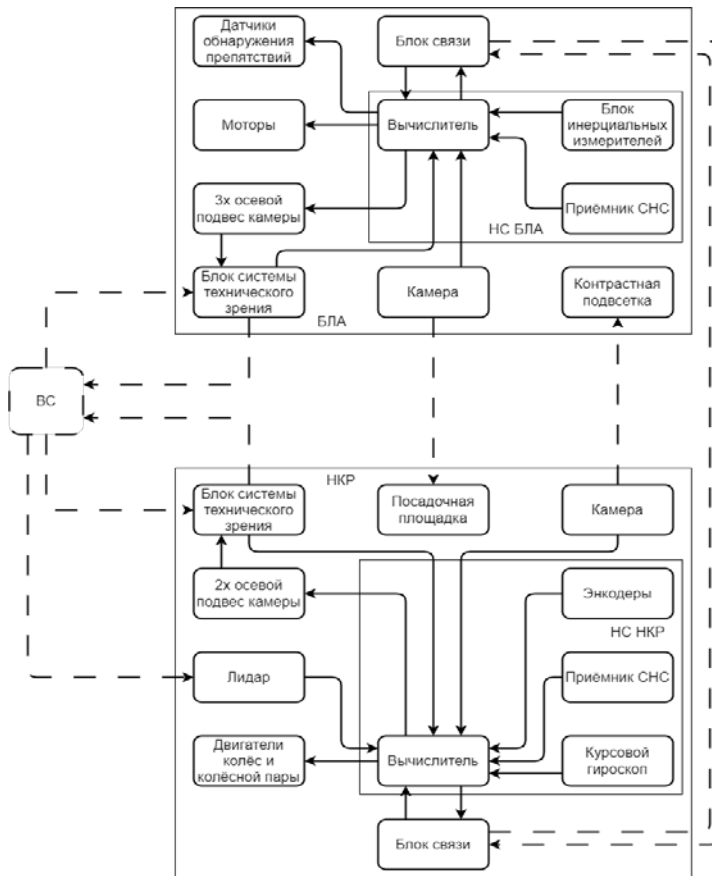 Датчики
обнаружения
препятствий
Блок связи
Моторы
Вычислитель
Блок
инерциальных
измерителей
3х осевой
подвес камеры
Приёмник СНС
НС БЛА
Блок системы
технического
зрения
Камера
Контрастная
подвсетка
БЛА
ВС
НКР
Блок системы
технического
зрения
Посадочная
площадка
Камера
2х осевой
подвес камеры
Энкодеры
НС НКР
Лидар
Приёмник СНС
Двигатели
колёс и
колёсной пары
Вычислитель
Курсовой
гироскоп
Блок связи